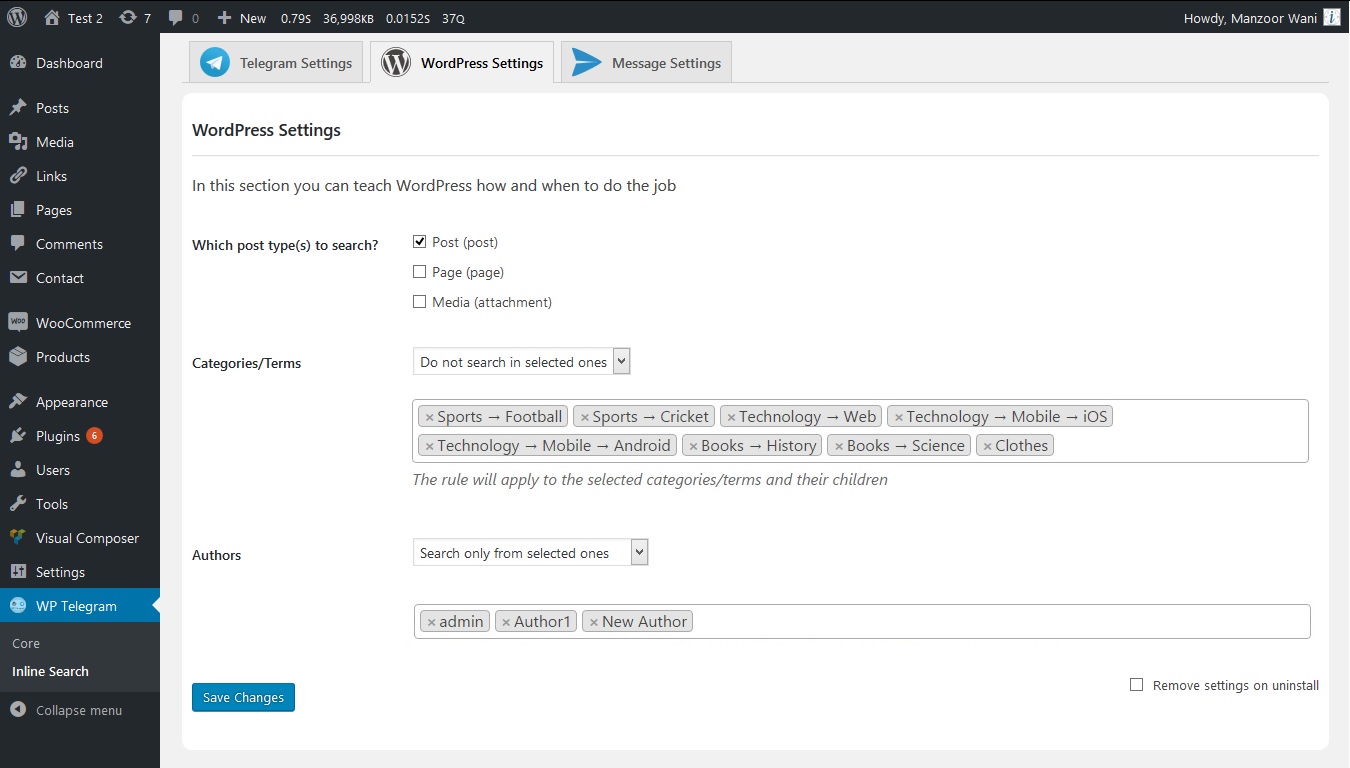 Test 2 7 0 New 0.79s 36,998KB 0.0152s 37Q Howdy, Manzoor Wani
Dashboard
Posts
Media
Links
Pages
Comments
Contact
WOO WooCommerce
Products
Appearance
Plugins 6
Users
Tools
Visual Composer
Settings
WP Telegram
Core
Inline Search
Collapse menu
Telegram Settings WordPress Settings Message Settings
WordPress Settings
In this section you can teach WordPress how and when to do the job
Which post type(s) to search? Post (post)
Page (page)
Media (attachment)
Categories/Terms Do not search in selected ones
× Sports → Football × Sports → Cricket × Technology → Web × Technology → Mobile → iOS
× Technology → Mobile → Android × Books → History × Books → Science × Clothes
The rule will apply to the selected categories/terms and their children
Authors Search only from selected ones
× admin × Author1 × New Author
Save Changes Remove settings on uninstall